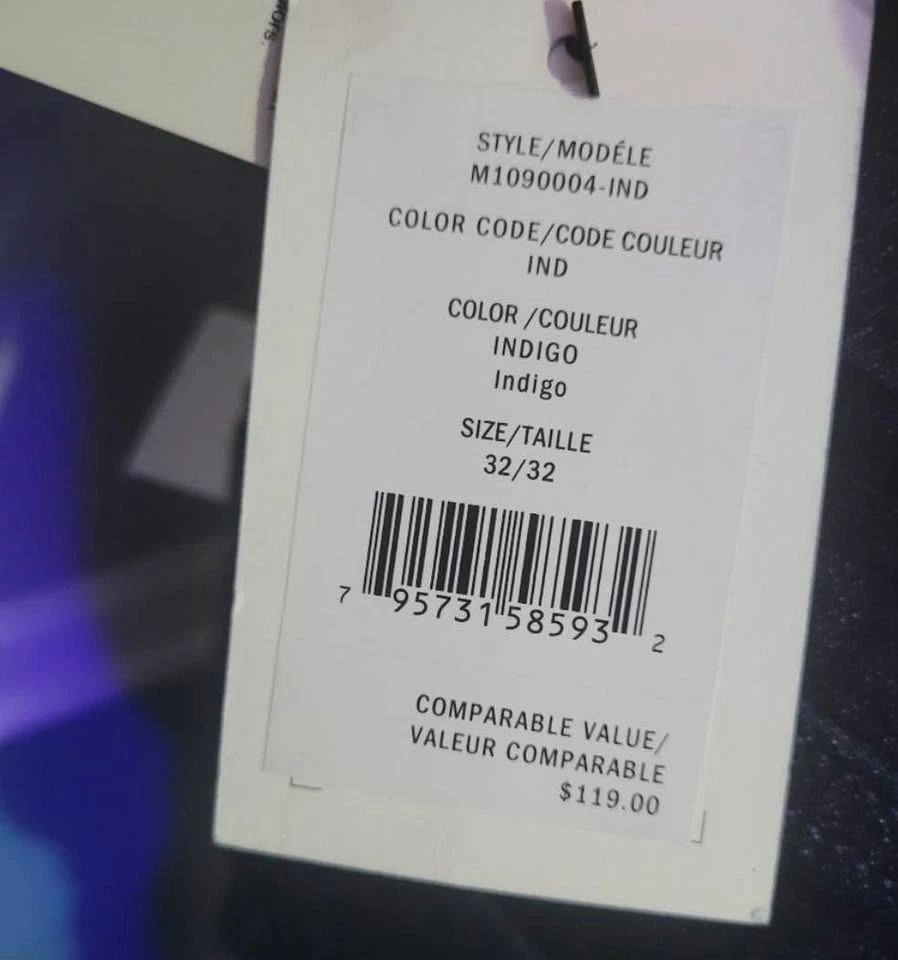 STYLE/MODÉLE
M1090004-IND
COLOR CODE/CODE COULEUR
IND
COLOR /COULEUR
INDIGO
Indigo
SIZE/TAILLE
32/32
7 95731 58593 2
COMPARABLE VALUE/
VALEUR COMPARABLE
$119.00